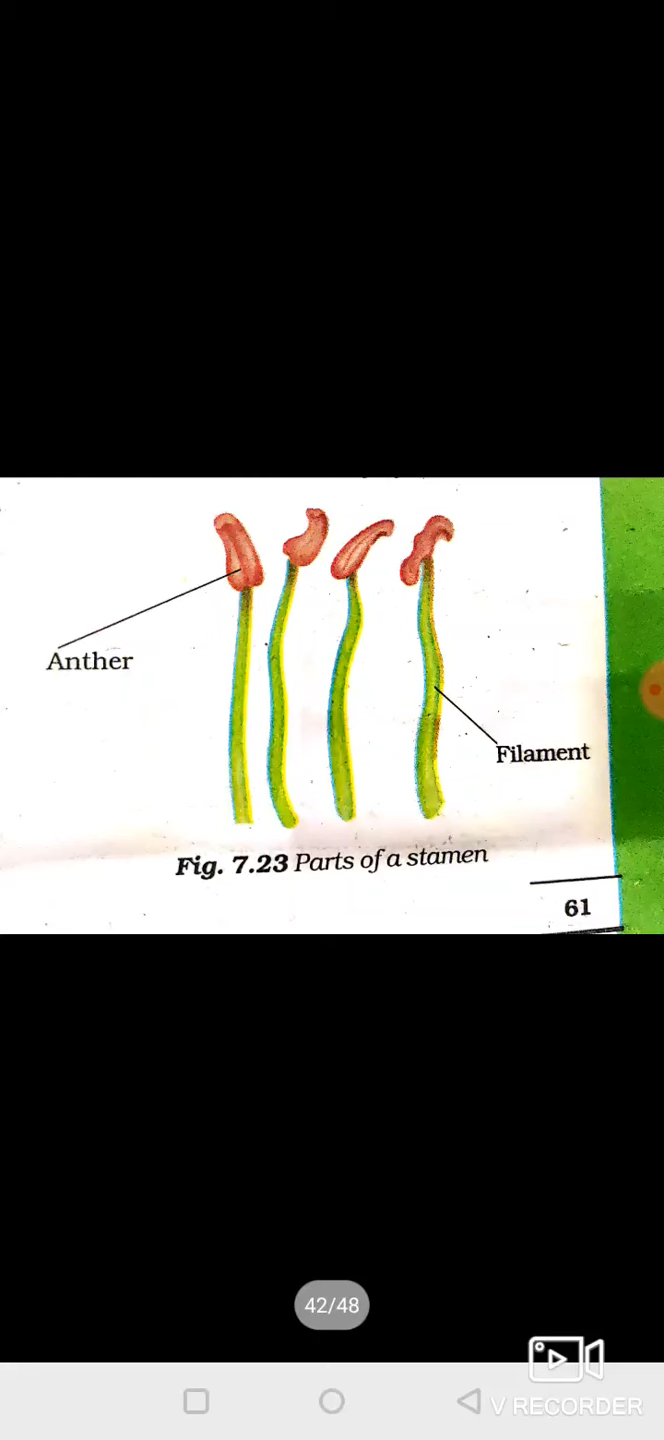 Anther
Filament
Fig. 7.23 Parts of a stamen
61
42/48
V RECORDER